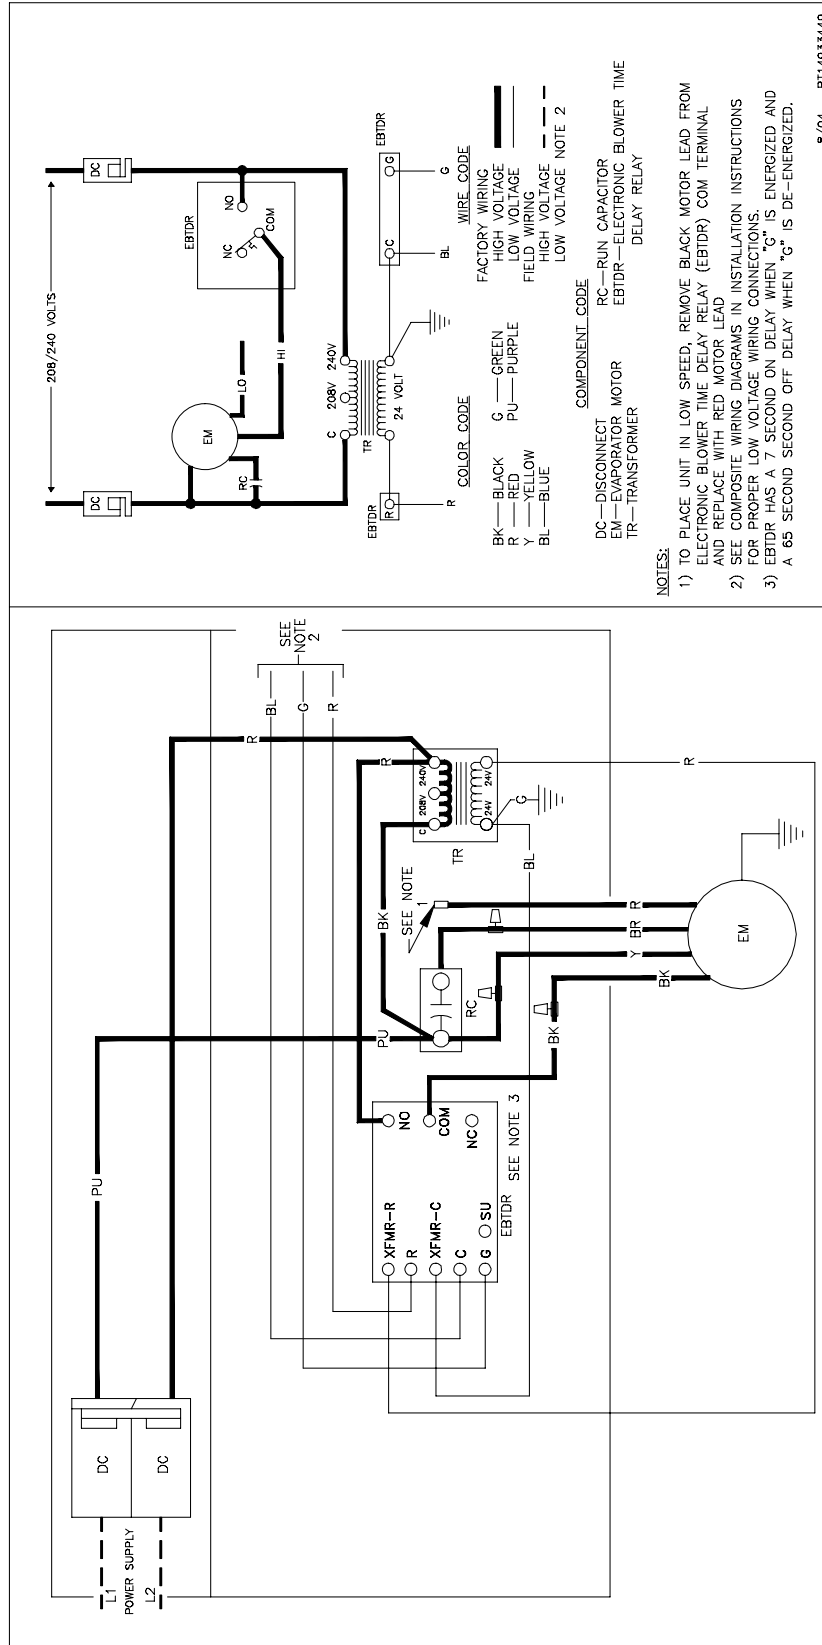 POWER SUPPLY
L1
L2
DC
DC
PU
R
PU
BK
R
SEE NOTE 2
BL
G
R
XFMR-R
R
XFMR-C
C
G
SU
NO
COM
NC
EBTDR
SEE NOTE 3
RC
SEE NOTE 1
C
208V
240V
24V
24V
TR
G
BL
R
BK
BK
Y
BR
R
EM
208/240 VOLTS
DC
DC
EM
RC
LO
HI
EBTDR
NC
NO
COM
C
208V
240V
TR
24 VOLT
EBTDR
R
R
EBTDR
C
G
BL
G
COLOR CODE
BK—BLACK
R—RED
Y—YELLOW
BL—BLUE
G—GREEN
PU—PURPLE
WIRE CODE
FACTORY WIRING
HIGH VOLTAGE
LOW VOLTAGE
FIELD WIRING
HIGH VOLTAGE
LOW VOLTAGE NOTE 2
COMPONENT CODE
DC—DISCONNECT
EM—EVAPORATOR MOTOR
TR—TRANSFORMER
RC—RUN CAPACITOR
EBTDR—ELECTRONIC BLOWER TIME
DELAY RELAY
NOTES:
1) TO PLACE UNIT IN LOW SPEED, REMOVE BLACK MOTOR LEAD FROM
ELECTRONIC BLOWER TIME DELAY RELAY (EBTDR) COM TERMINAL
AND REPLACE WITH RED MOTOR LEAD
2) SEE COMPOSITE WIRING DIAGRAMS IN INSTALLATION INSTRUCTIONS
FOR PROPER LOW VOLTAGE WIRING CONNECTIONS.
3) EBTDR HAS A 7 SECOND ON DELAY WHEN "G" IS ENERGIZED AND
A 65 SECOND SECOND OFF DELAY WHEN "G" IS DE-ENERGIZED.